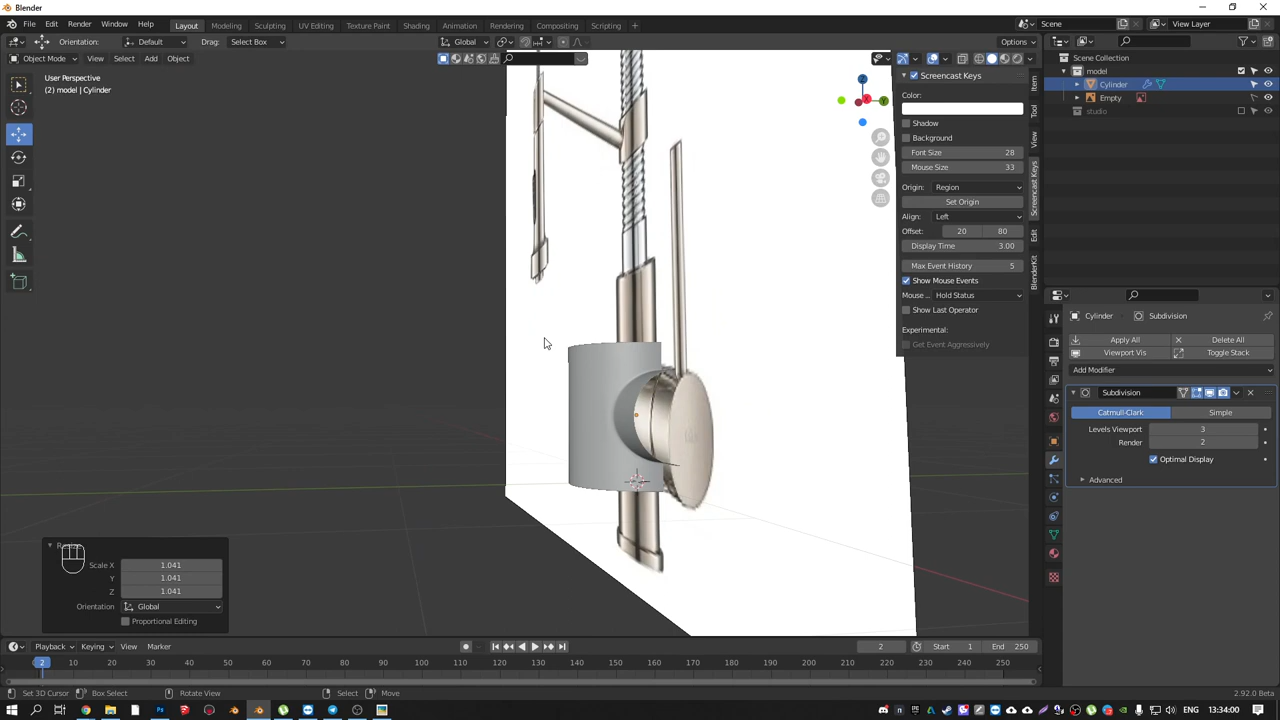 Blender
File Edit Render Window Help
Layout Modeling Sculpting UV Editing Texture Paint Shading Animation Rendering Compositing Scripting +
Scene View Layer
Orientation: Default Drag: Select Box Global Options
Object Mode View Select Add Object
User Perspective
(2) model | Cylinder
Screencast Keys
Color:
Shadow
Background
Font Size 28
Mouse Size 33
Origin: Region
Set Origin
Align: Left
Offset: 20 80
Display Time 3.00
Max Event History 5
Show Mouse Events
Mouse ... Hold Status
Show Last Operator
Experimental:
Get Event Aggressively
Item
Tool
View
Screencast Keys
Edit
BlenderKit
Scene Collection
model
Cylinder
Empty
studio
Cylinder Subdivision
Apply All Delete All
Viewport Vis Toggle Stack
Add Modifier
Subdivision
Catmull-Clark Simple
Levels Viewport 3
Render 2
Optimal Display
Advanced
Scale X 1.041
Y 1.041
Z 1.041
Orientation Global
Proportional Editing
Playback Keying View Marker 2 Start 1 End 250
2 10 20 30 40 50 60 70 80 90 100 110 120 130 140 150 160 170 180 190 200 210 220 230 240 250
Set 3D Cursor Box Select Rotate View Select Move 2.92.0 Beta
ENG 13:34:00